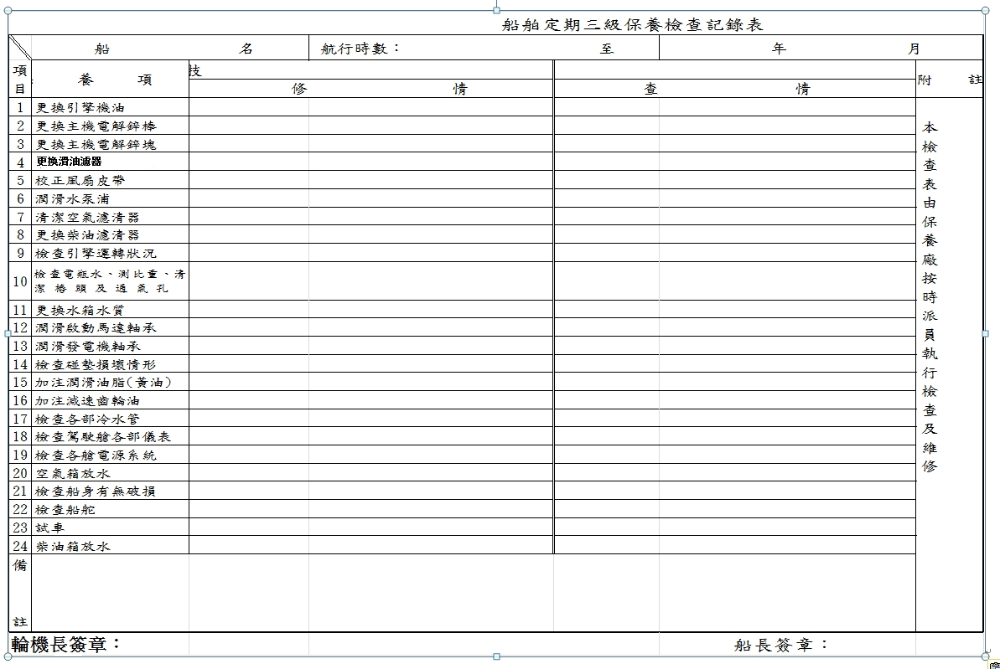 船舶定期三級保養檢查記錄表
船 名 航行時數： 至 年 月
項目 養 項 技 附 註
修 情 查 情
1 更換引擎機油
2 更換主機電解鋅棒
3 更換主機電解鋅塊
4 更換滑油濾器
5 校正風扇皮帶
6 潤滑水泵浦
7 清潔空氣濾清器
8 更換柴油濾清器
9 檢查引擎運轉狀況
10 檢查電瓶水、測比重、清
潔樁頭及通氣孔
11 更換水箱水質
12 潤滑啟動馬達軸承
13 潤滑發電機軸承
14 檢查碰墊損壞情形
15 加注潤滑油脂(黃油)
16 加注減速齒輪油
17 檢查各部冷水管
18 檢查駕駛艙各部儀表
19 檢查各艙電源系統
20 空氣箱放水
21 檢查船身有無破損
22 檢查船舵
23 試車
24 柴油箱放水
本檢查表由保養廠按時派員執行檢查及維修
備註
輪機長簽章： 船長簽章：